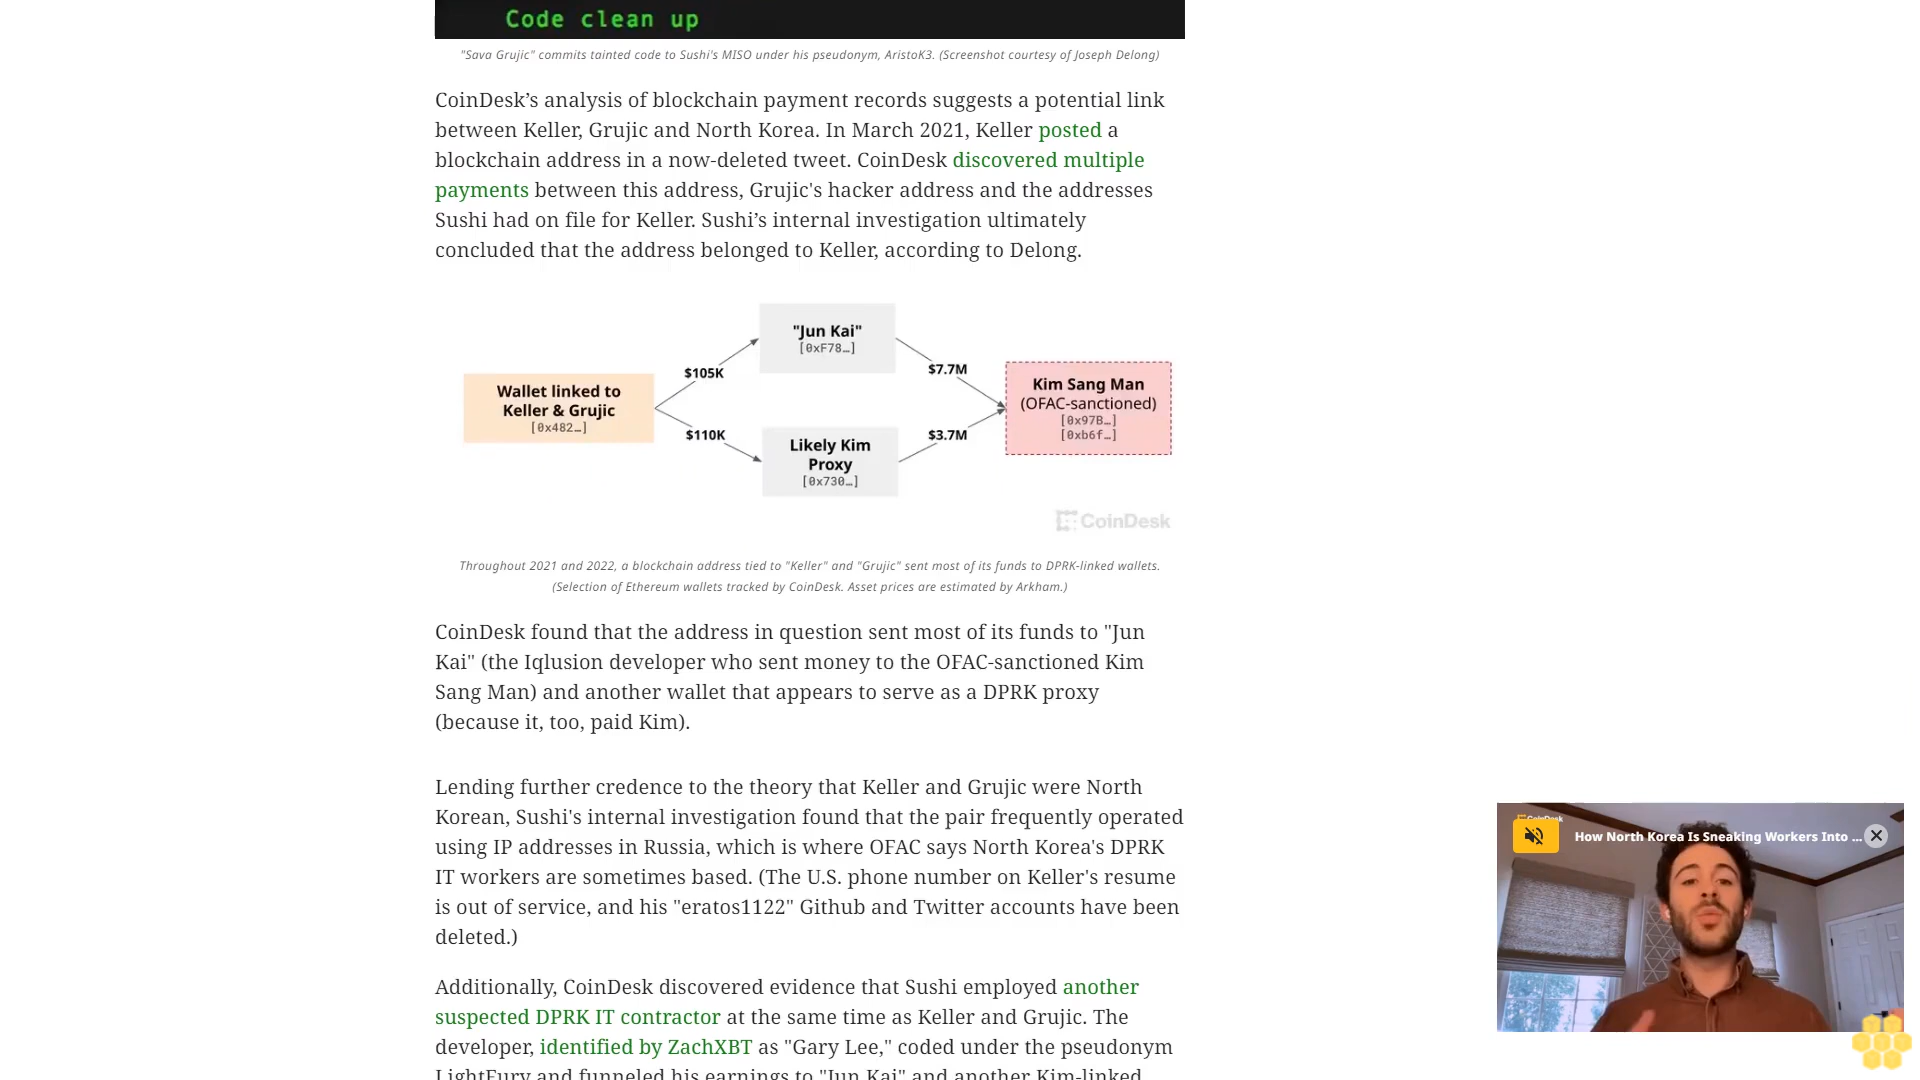 Code clean up
"Sava Grujic" commits tainted code to Sushi's MISO under his pseudonym, AristoK3. (Screenshot courtesy of Joseph Delong)
CoinDesk’s analysis of blockchain payment records suggests a potential link
between Keller, Grujic and North Korea. In March 2021, Keller posted a
blockchain address in a now-deleted tweet. CoinDesk discovered multiple
payments between this address, Grujic's hacker address and the addresses
Sushi had on file for Keller. Sushi’s internal investigation ultimately
concluded that the address belonged to Keller, according to Delong.
"Jun Kai"
[0xF78…]
$105K
$7.7M
Wallet linked to
Keller & Grujic
[0x482…]
Kim Sang Man
(OFAC-sanctioned)
[0x97B…]
[0xb6f…]
$110K
$3.7M
Likely Kim
Proxy
[0x730…]
CoinDesk
Throughout 2021 and 2022, a blockchain address tied to "Keller" and "Grujic" sent most of its funds to DPRK-linked wallets.
(Selection of Ethereum wallets tracked by CoinDesk. Asset prices are estimated by Arkham.)
CoinDesk found that the address in question sent most of its funds to "Jun
Kai" (the Iqlusion developer who sent money to the OFAC-sanctioned Kim
Sang Man) and another wallet that appears to serve as a DPRK proxy
(because it, too, paid Kim).
Lending further credence to the theory that Keller and Grujic were North
Korean, Sushi's internal investigation found that the pair frequently operated
using IP addresses in Russia, which is where OFAC says North Korea's DPRK
IT workers are sometimes based. (The U.S. phone number on Keller's resume
is out of service, and his "eratos1122" Github and Twitter accounts have been
deleted.)
Additionally, CoinDesk discovered evidence that Sushi employed another
suspected DPRK IT contractor at the same time as Keller and Grujic. The
developer, identified by ZachXBT as "Gary Lee," coded under the pseudonym
LightFury and funneled his earnings to "Jun Kai" and another Kim-linked
CoinDesk
How North Korea Is Sneaking Workers Into ...